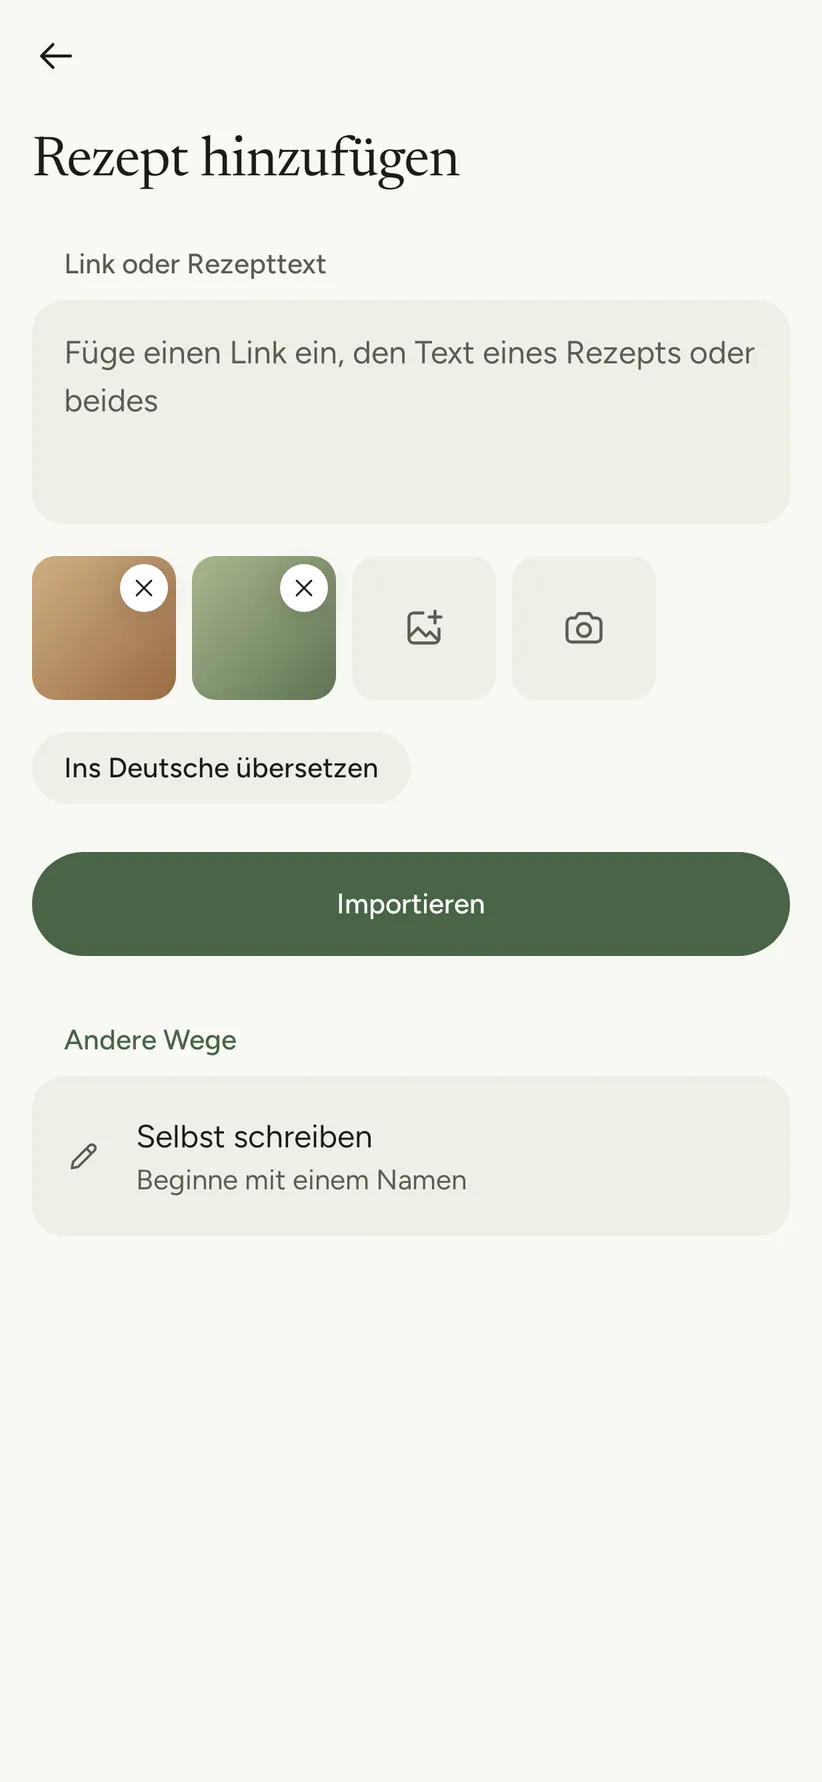 Rezept hinzufügen
Link oder Rezepttext
Füge einen Link ein, den Text eines Rezepts oder
beides
Ins Deutsche übersetzen
Importieren
Andere Wege
Selbst schreiben
Beginne mit einem Namen